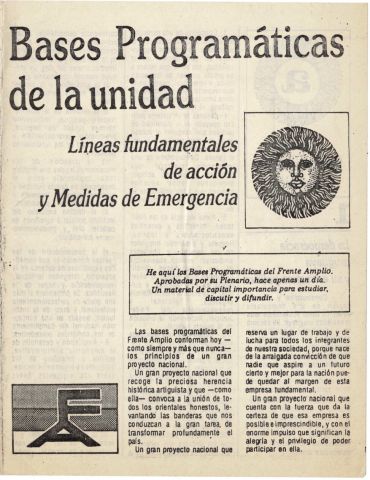 Bases Programáticas
de la unidad
Líneas fundamentales
de acción
y Medidas de Emergencia
He aquí los Bases Programáticas del Frente Amplio.
Aprobadas por su Plenario, hace apenas un día.
Un material de capital importancia para estudiar,
discutir y difundir.
Las bases programáticas del
Frente Amplio conforman hoy —
como siempre y más que nunca—
los principios de un gran
proyecto nacional.
Un gran proyecto nacional que
recoge la preciosa herencia
histórica artiguista y que —como
ella— convoca a la unión de to-
dos los orientales honestos, le-
vantando las banderas que nos
conduzcan a la gran tarea, de
transformar profundamente el
país.
Un gran proyecto nacional que
reserva un lugar de trabajo y de
lucha para todos los integrantes
de nuestra sociedad, porque nace
de la arraigada convicción de que
nadie que aspire a un futuro
cierto y mejor para la nación pue-
de quedar al margen de esta
empresa fundamental.
Un gran proyecto nacional que
cuenta con la fuerza que da la
certeza de que esa empresa es
posible e imprescindible, y con el
enorme impulso que significan la
alegría y el privilegio de poder
participar en ella.
FA